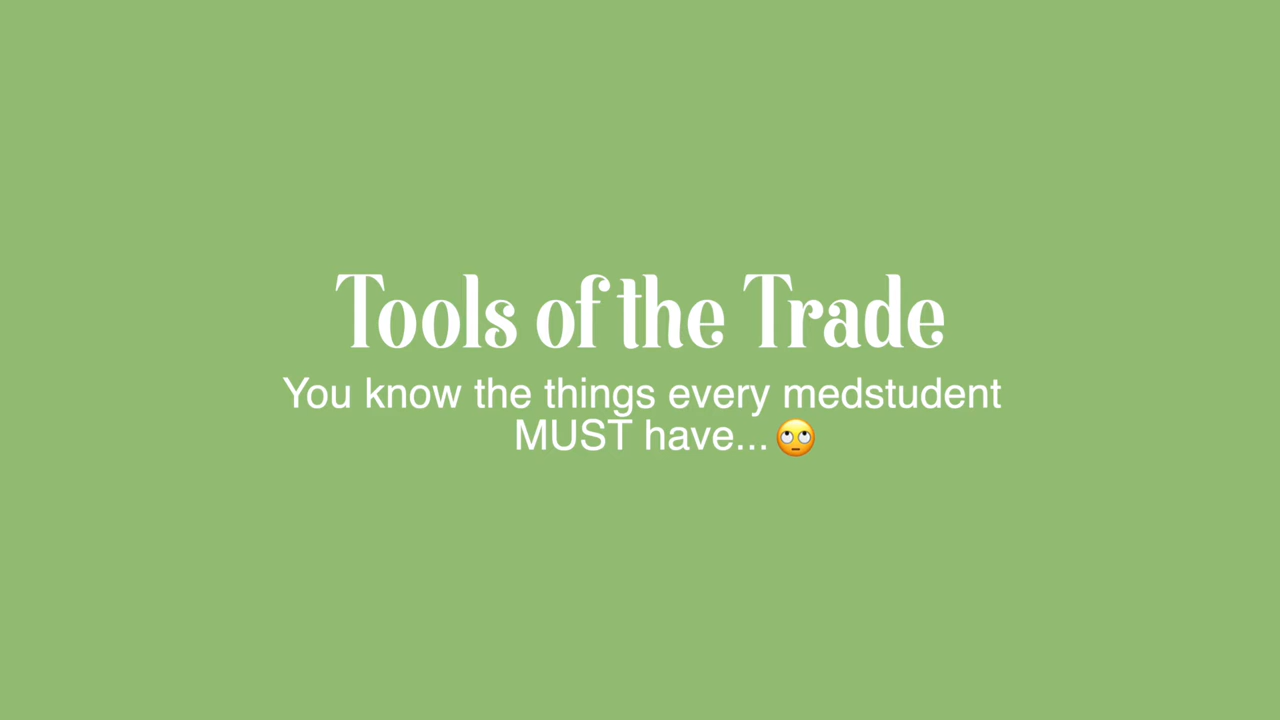 Tools of the Trade
You know the things every medstudent
MUST have...🙄